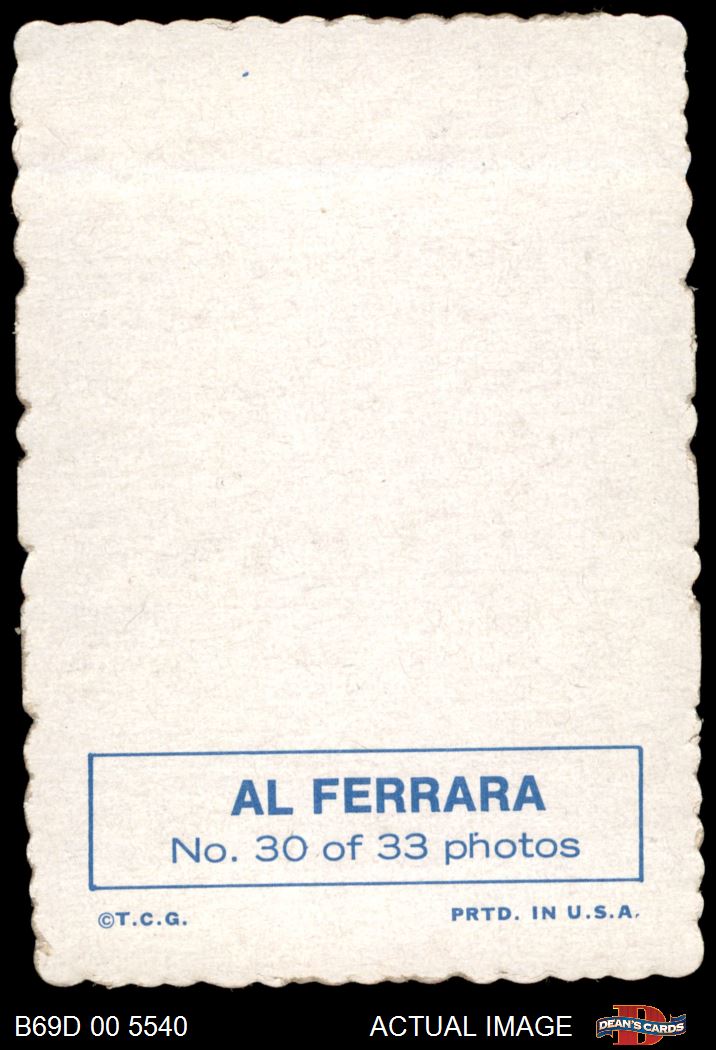 AL FERRARA
No. 30 of 33 photos
©T.C.G.
PRTD. IN U.S.A.
B69D 00 5540
ACTUAL IMAGE
DEAN'S CARDS